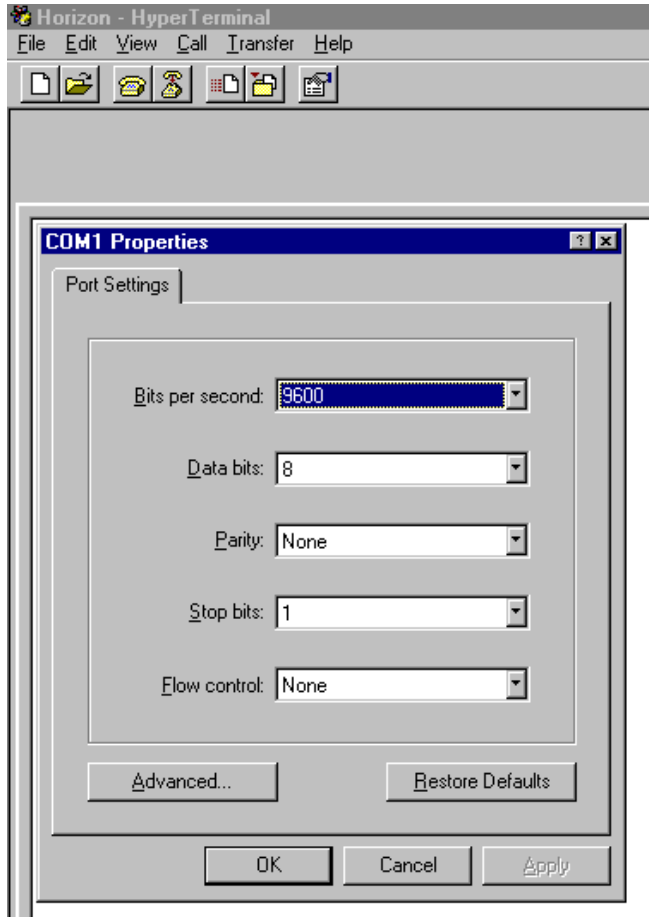 Horizon - HyperTerminal
File Edit View Call Transfer Help
COM1 Properties
Port Settings
Bits per second: 9600
Data bits: 8
Parity: None
Stop bits: 1
Flow control: None
Advanced... Restore Defaults
OK Cancel Apply